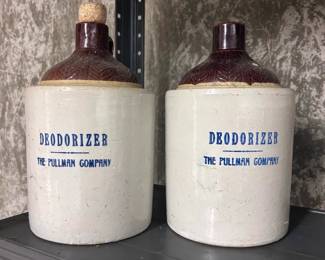 DEODORIZER
THE PULLMAN COMPANY
DEODORIZER
THE PULLMAN COMPANY